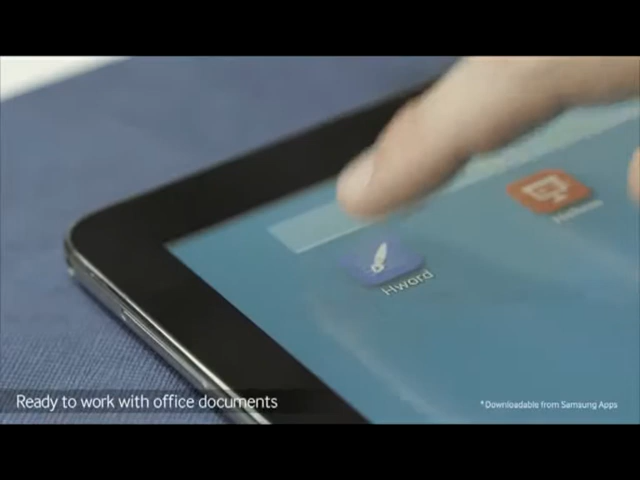 Hword
Ready to work with office documents
*Downloadable from Samsung Apps